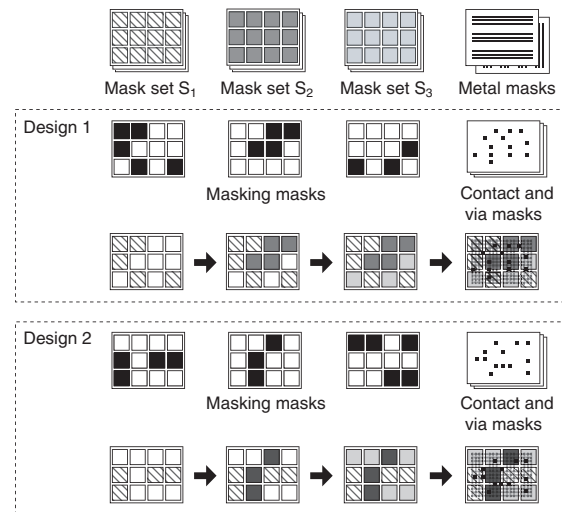 Mask set S1
Mask set S2
Mask set S3
Metal masks
Design 1
Masking masks
Contact and
via masks
Design 2
Masking masks
Contact and
via masks